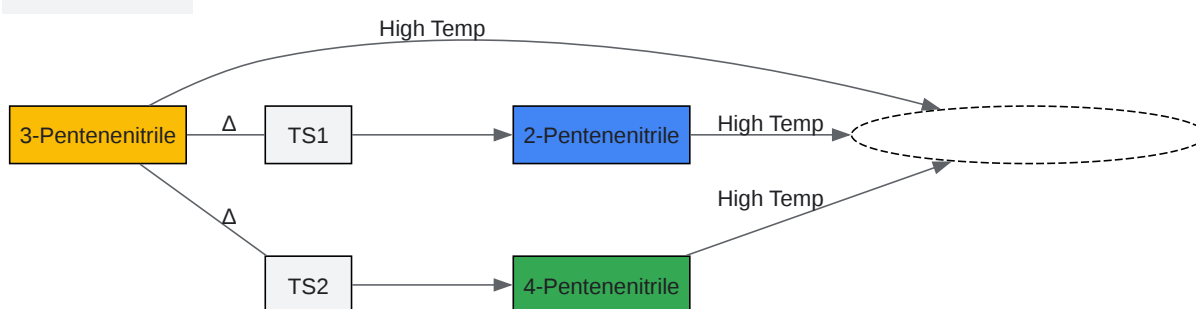 High Temp
3-Pentenenitrile
Δ
TS1
2-Pentenenitrile
High Temp
High Temp
Δ
TS2
4-Pentenenitrile